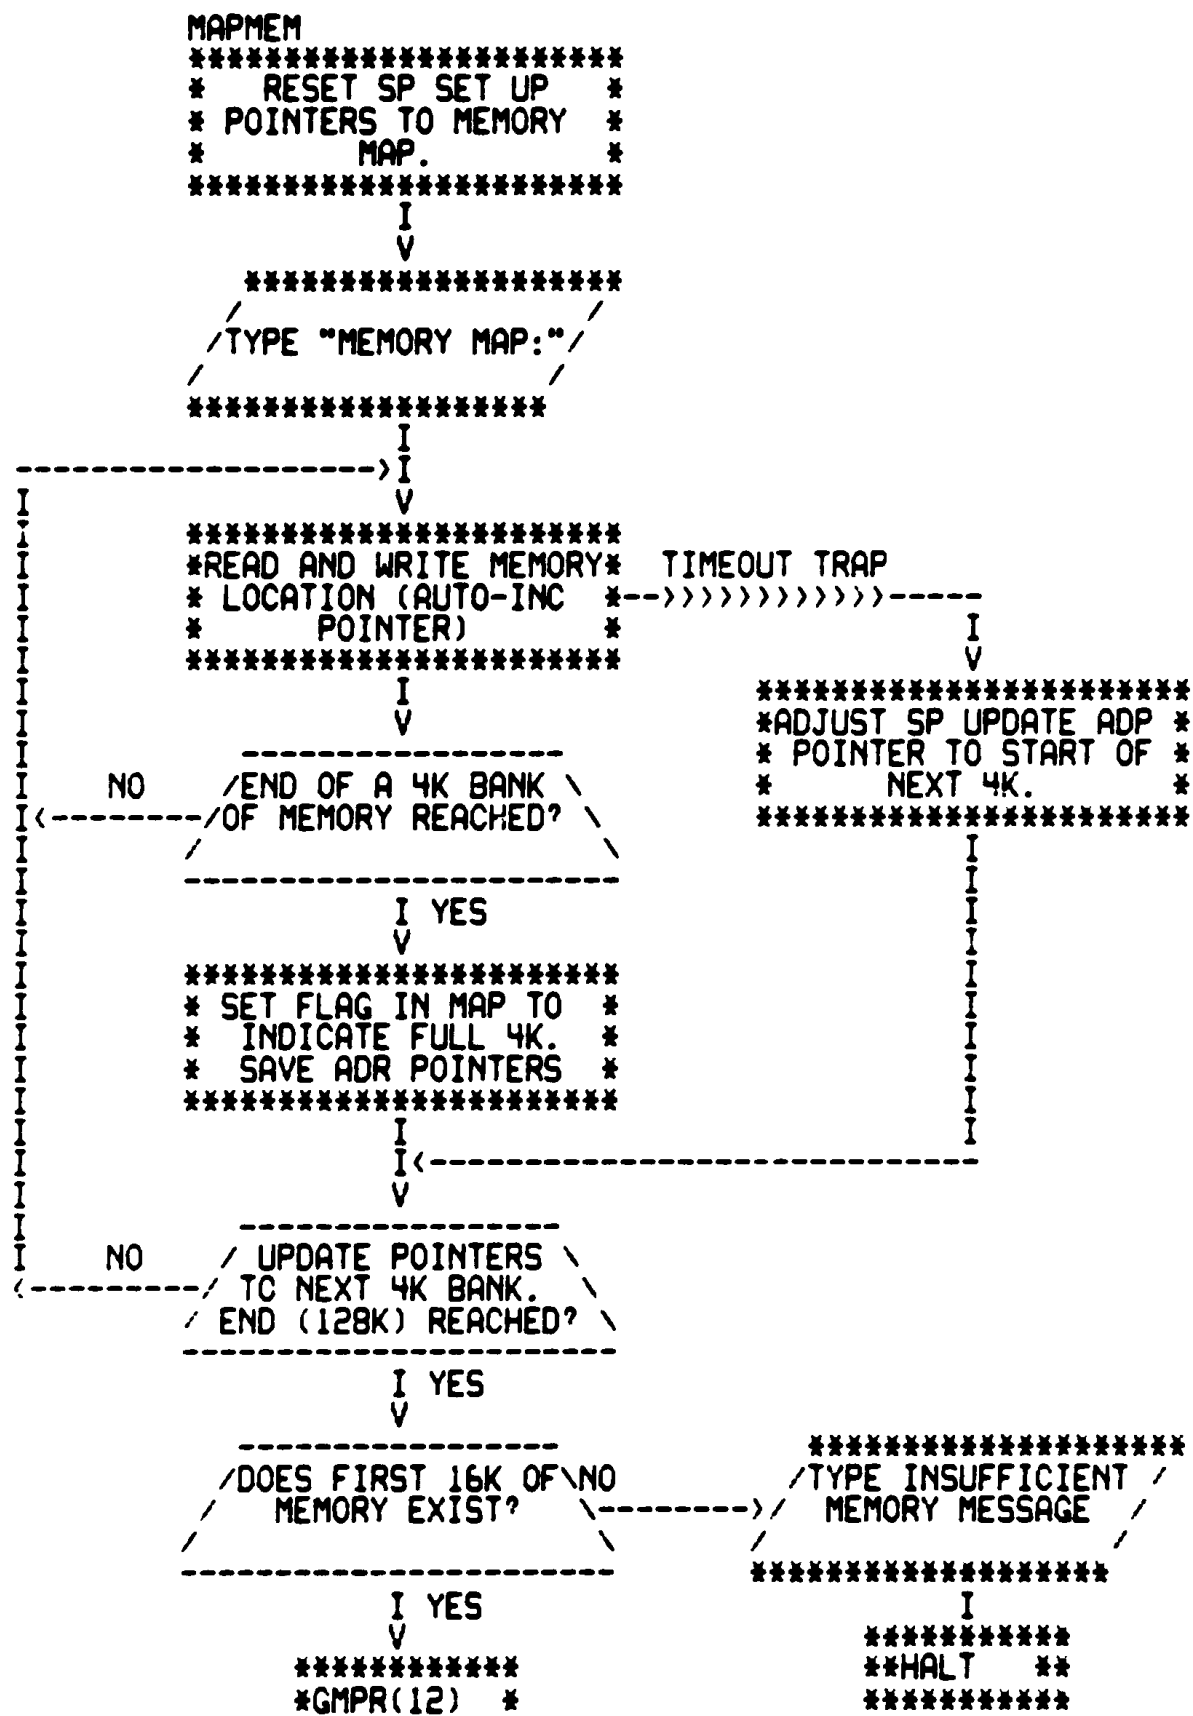 MAPMEM
RESET SP SET UP
POINTERS TO MEMORY
MAP.
TYPE "MEMORY MAP:"
READ AND WRITE MEMORY
LOCATION (AUTO-INC
POINTER)
TIMEOUT TRAP
ADJUST SP UPDATE ADP
POINTER TO START OF
NEXT 4K.
NO
END OF A 4K BANK
OF MEMORY REACHED?
YES
SET FLAG IN MAP TO
INDICATE FULL 4K.
SAVE ADR POINTERS
NO
UPDATE POINTERS
TO NEXT 4K BANK.
END (128K) REACHED?
YES
DOES FIRST 16K OF
MEMORY EXIST?
NO
TYPE INSUFFICIENT
MEMORY MESSAGE
YES
HALT
GMPR(12)